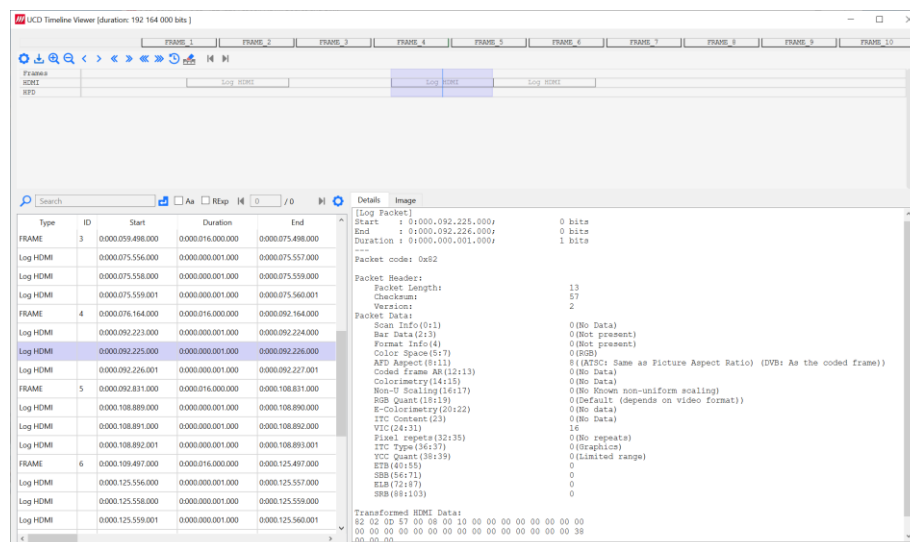 UCD Timeline Viewer [duration: 192 164 000 bits ]
FRAME_1 FRAME_2 FRAME_3 FRAME_4 FRAME_5 FRAME_6 FRAME_7 FRAME_8 FRAME_9 FRAME_10
Frames
HDMI Log HDMI Log HDMI Log HDMI
HPD
Search Aa RExp 0 / 0
Type ID Start Duration End
FRAME 3 0:000.059.498.000 0:000.016.000.000 0:000.075.498.000
Log HDMI 0:000.075.556.000 0:000.000.001.000 0:000.075.557.000
Log HDMI 0:000.075.558.000 0:000.000.001.000 0:000.075.559.000
Log HDMI 0:000.075.559.001 0:000.000.001.000 0:000.075.560.001
FRAME 4 0:000.076.164.000 0:000.016.000.000 0:000.092.164.000
Log HDMI 0:000.092.223.000 0:000.000.001.000 0:000.092.224.000
Log HDMI 0:000.092.225.000 0:000.000.001.000 0:000.092.226.000
Log HDMI 0:000.092.226.001 0:000.000.001.000 0:000.092.227.001
FRAME 5 0:000.092.831.000 0:000.016.000.000 0:000.108.831.000
Log HDMI 0:000.108.889.000 0:000.000.001.000 0:000.108.890.000
Log HDMI 0:000.108.891.000 0:000.000.001.000 0:000.108.892.000
Log HDMI 0:000.108.892.001 0:000.000.001.000 0:000.108.893.001
FRAME 6 0:000.109.497.000 0:000.016.000.000 0:000.125.497.000
Log HDMI 0:000.125.556.000 0:000.000.001.000 0:000.125.557.000
Log HDMI 0:000.125.558.000 0:000.000.001.000 0:000.125.559.000
Log HDMI 0:000.125.559.001 0:000.000.001.000 0:000.125.560.001
Details Image
[Log Packet]
Start : 0:000.092.225.000; 0 bits
End : 0:000.092.226.000; 0 bits
Duration : 0:000.000.001.000; 1 bits
---
Packet code: 0x82
Packet Header:
Packet Length: 13
Checksum: 57
Version: 2
Packet Data:
Scan Info(0:1) 0(No Data)
Bar Data(2:3) 0(Not present)
Format Info(4) 0(Not present)
Color Space(5:7) 0(RGB)
AFD Aspect(8:11) 8((ATSC: Same as Picture Aspect Ratio) (DVB: As the coded frame))
Coded frame AR(12:13) 0(No Data)
Colorimetry(14:15) 0(No Data)
Non-U Scaling(16:17) 0(No Known non-uniform scaling)
RGB Quant(18:19) 0(Default (depends on video format))
E-Colorimetry(20:22) 0(No data)
ITC Content(23) 0(No Data)
VIC(24:31) 16
Pixel repets(32:35) 0(No repeats)
ITC Type(36:37) 0(Graphics)
YCC Quant(38:39) 0(Limited range)
ETB(40:55) 0
SBB(56:71) 0
ELB(72:87) 0
SRB(88:103) 0
Transformed HDMI Data:
82 02 0D 57 00 08 00 10 00 00 00 00 00 00 00 00
00 00 00 00 00 00 00 00 00 00 00 00 00 00 00 38
00 00 00